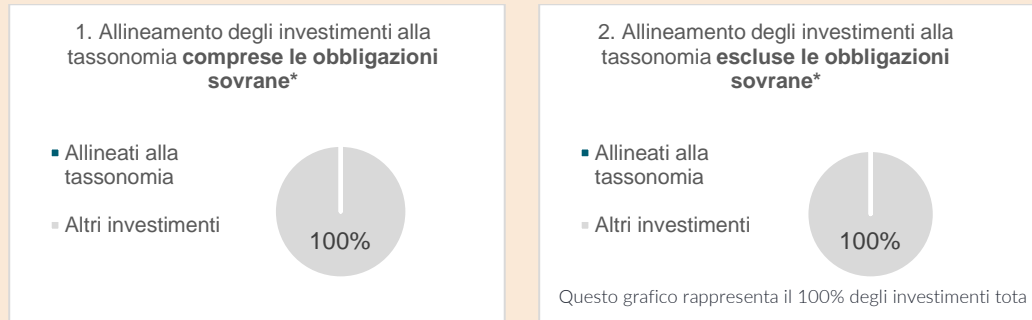 1. Allineamento degli investimenti alla
tassonomia comprese le obbligazioni
sovrane*
Allineati alla
tassonomia
Altri investimenti
100%
2. Allineamento degli investimenti alla
tassonomia escluse le obbligazioni
sovrane*
Allineati alla
tassonomia
Altri investimenti
100%
Questo grafico rappresenta il 100% degli investimenti tota